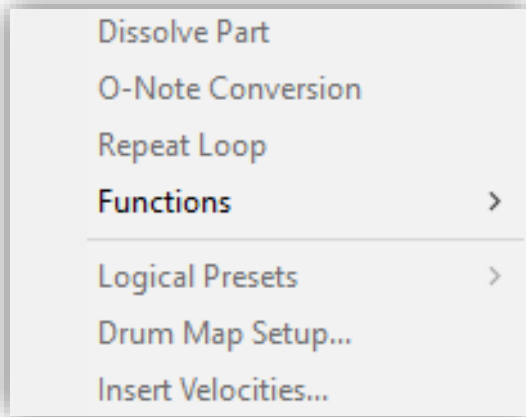 Dissolve Part
O-Note Conversion
Repeat Loop
Functions
Logical Presets
Drum Map Setup...
Insert Velocities...